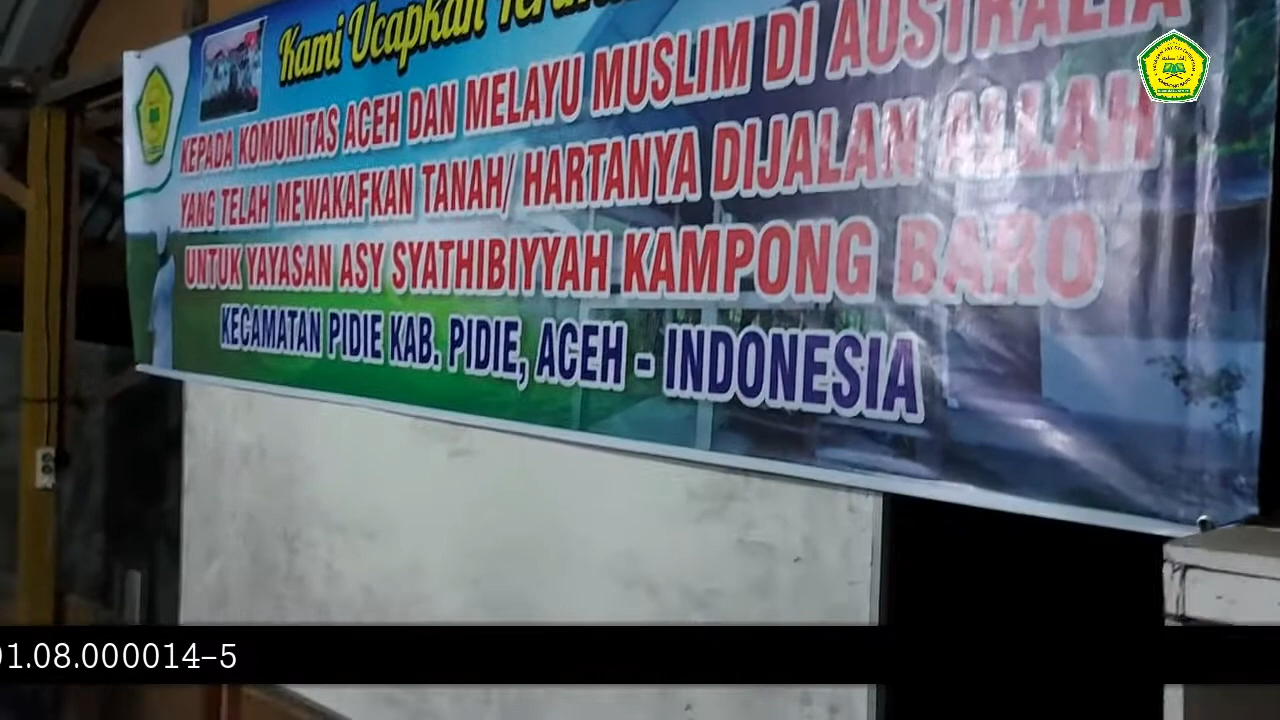 Kami Ucapkan
KEPADA KOMUNITAS ACEH DAN MELAYU MUSLIM DI AUSTRALIA
YANG TELAH MEWAKAFKAN TANAH/ HARTANYA DIJALAN ALLAH
UNTUK YAYASAN ASY SYATHIBIYYAH KAMPONG BARO
KECAMATAN PIDIE KAB. PIDIE, ACEH - INDONESIA
1.08.000014-5